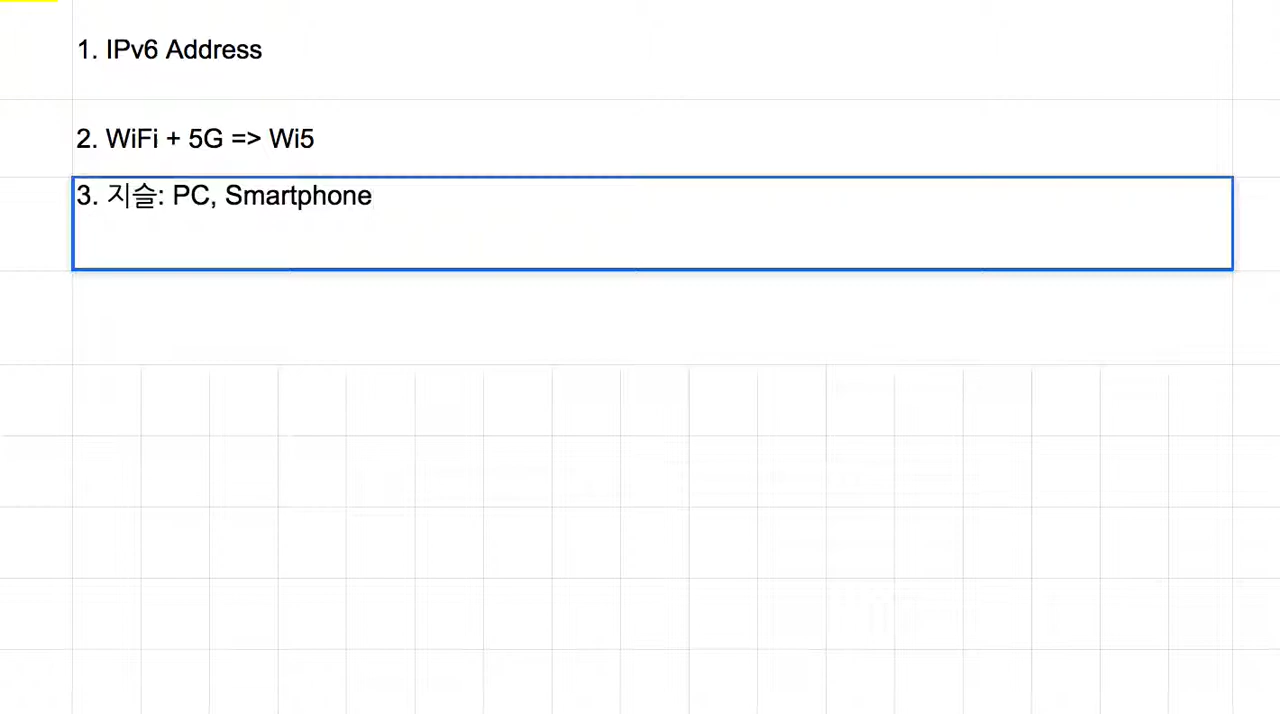 1. IPv6 Address
2. WiFi + 5G => Wi5
3. 지슬: PC, Smartphone